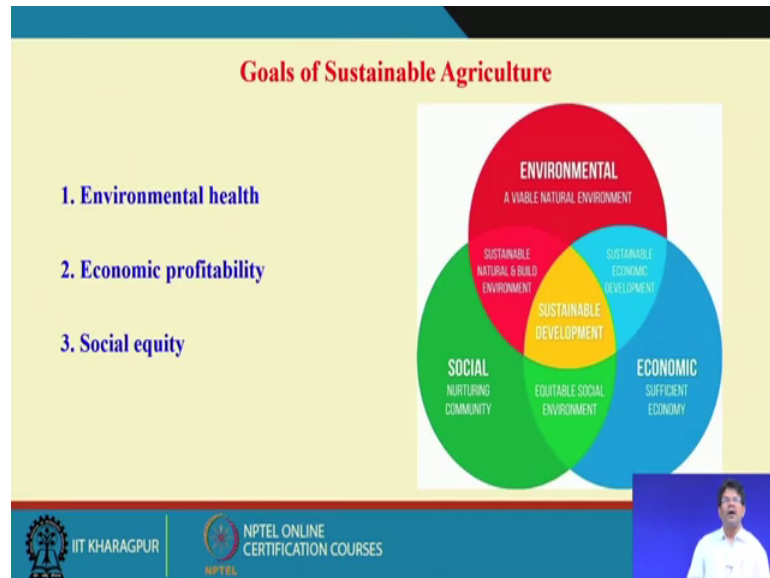 Goals of Sustainable Agriculture
1. Environmental health
2. Economic profitability
3. Social equity
ENVIRONMENTAL
A VIABLE NATURAL ENVIRONMENT
SUSTAINABLE
NATURAL & BUILD
ENVIRONMENT
SUSTAINABLE
ECONOMIC
DEVELOPMENT
SUSTAINABLE
DEVELOPMENT
SOCIAL
NURTURING
COMMUNITY
EQUITABLE SOCIAL
ENVIRONMENT
ECONOMIC
SUFFICIENT
ECONOMY
IIT KHARAGPUR
NPTEL
NPTEL ONLINE
CERTIFICATION COURSES